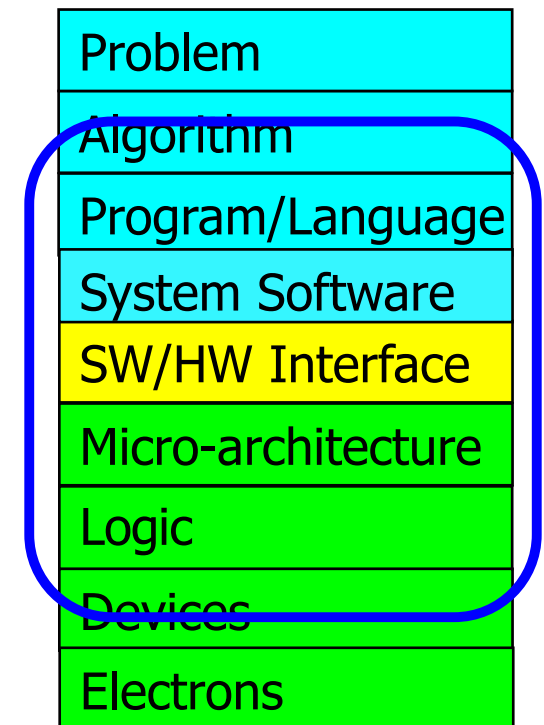 Problem
Algorithm
Program/Language
System Software
SW/HW Interface
Micro-architecture
Logic
Devices
Electrons